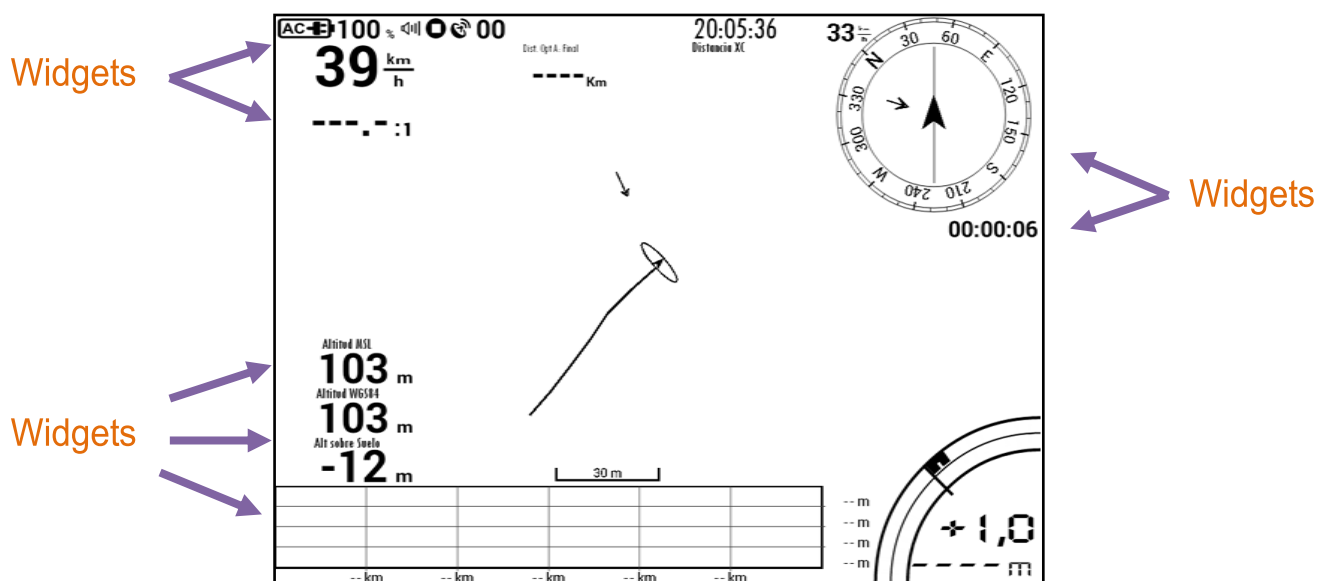 AC 100 % 00
20:05:36
33 km h
39 km h
Dist. Opt A. Final
Distancia XC
---- Km
---.- :1
N 30 60 E 120 150 S 210 240 W 300 330
Widgets
Widgets
00:00:06
Altitud MSL
103 m
Altitud WGS84
103 m
Alt sobre Suelo
-12 m
Widgets
30 m
-- m
-- m
-- m
-- m
+1,0
---- m
-- km -- km -- km -- km -- km